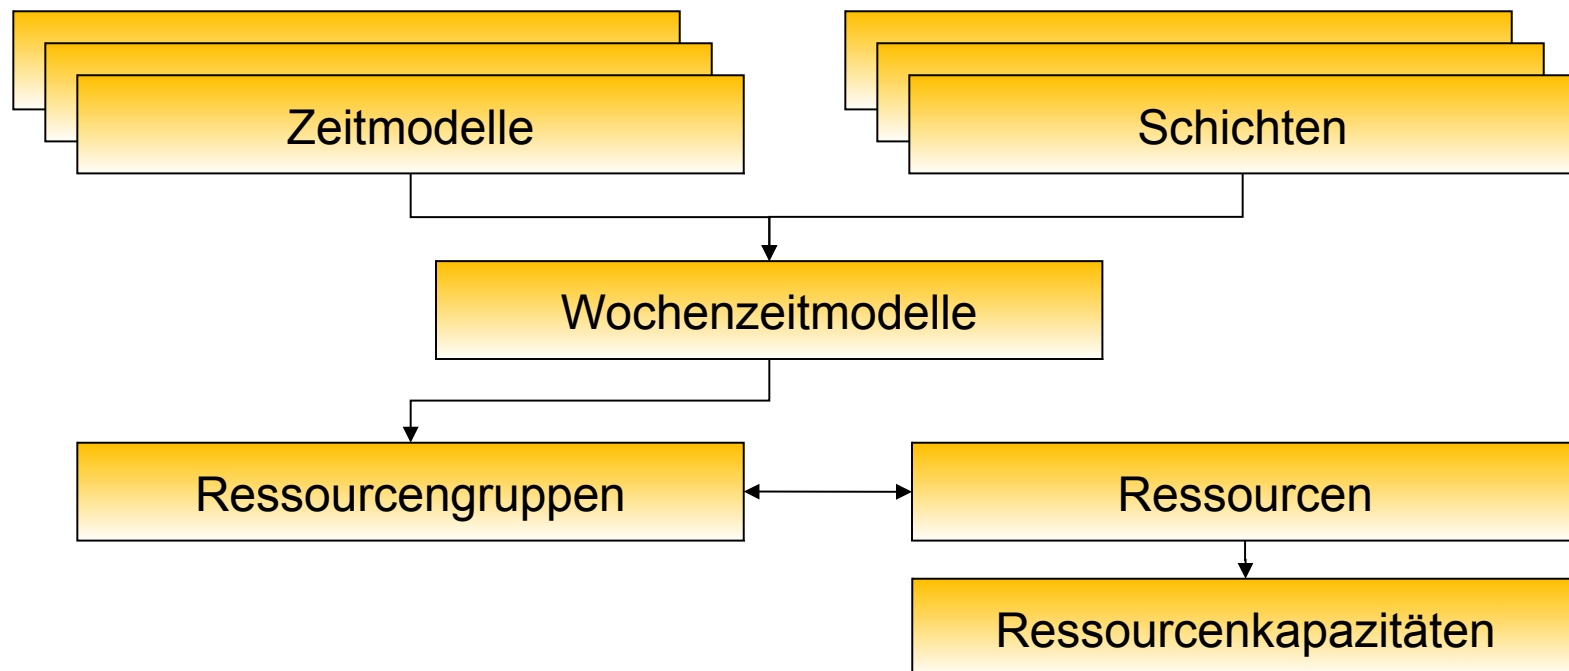 Zeitmodelle
Schichten
Wochenzeitmodelle
Ressourcengruppen
Ressourcen
Ressourcenkapazitäten